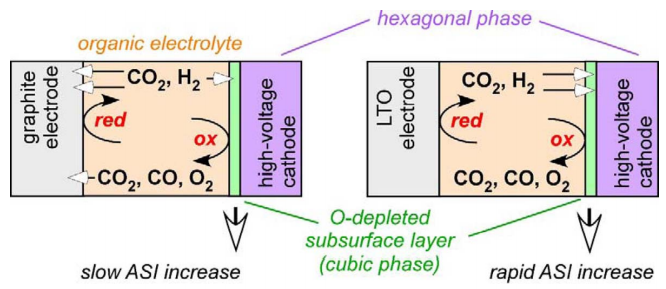 hexagonal phase
organic electrolyte
graphite
electrode
CO2, H2
red
ox
CO2, CO, O2
high-voltage
cathode
LTO
electrode
CO2, H2
red
ox
CO2, CO, O2
high-voltage
cathode
O-depleted
subsurface layer
(cubic phase)
slow ASI increase
rapid ASI increase